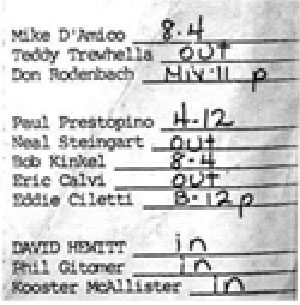 Mike D'Amico 8-4
Teddy Trewhella OUT
Don Rodenbach p
Paul Prestopino 4-12
Neal Steingart OUT
Bob Kinkel 8-4
Eric Calvi OUT
Eddie Ciletti 8-12p
DAVID HEWITT in
Phil Gitomer in
Kooster McAllister in